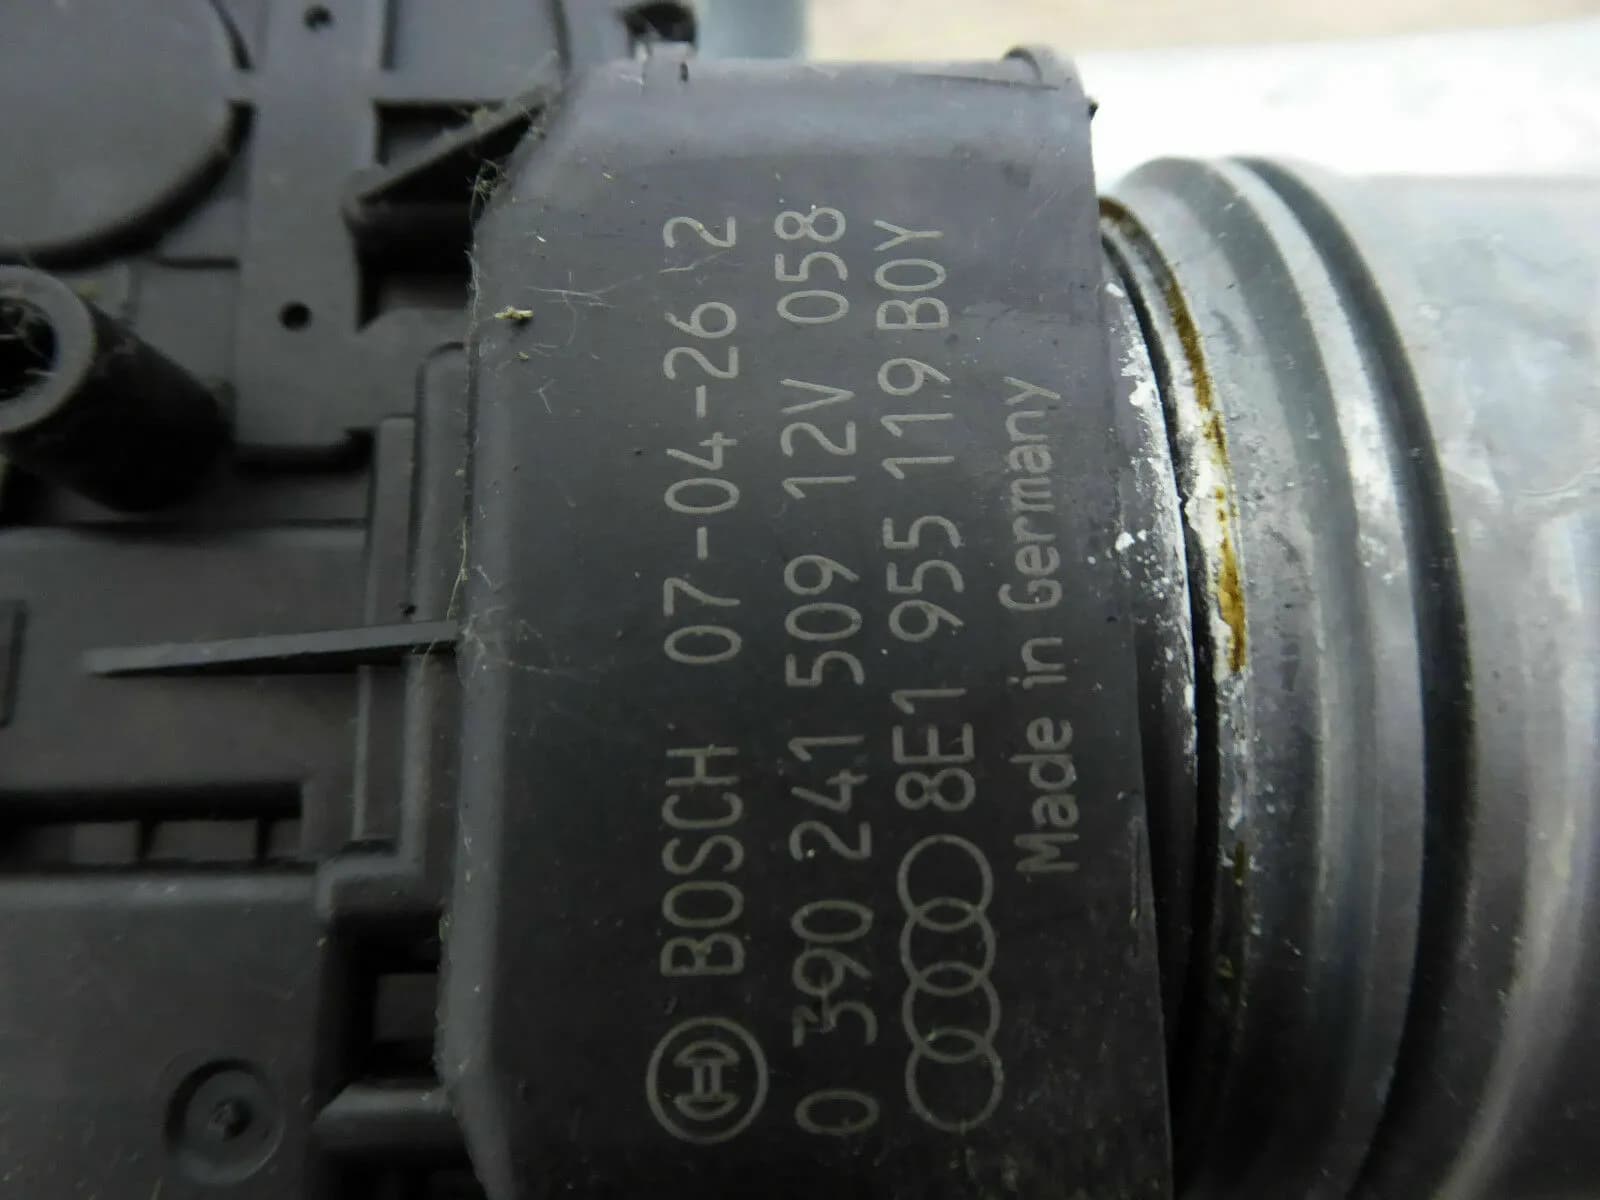 BOSCH 07-04-26 2
0 390 241 509 12V 058
8E1 955 119 B0Y
Made in Germany